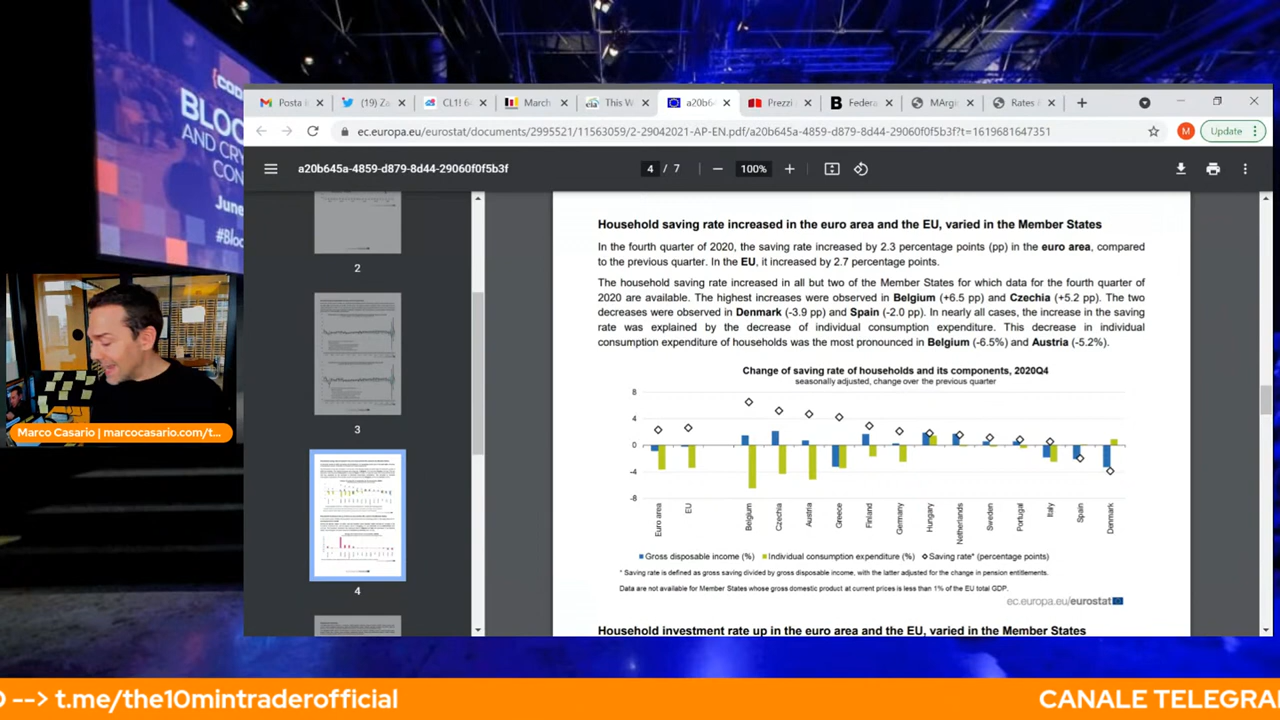 {COD
BLOC
AND CRY
CON
June
#Bloc
Posta
(19) Za
CL1! 6
March
This W
a20b64
Prezzi
Federa
MArgi
Rates &
ec.europa.eu/eurostat/documents/2995521/11563059/2-29042021-AP-EN.pdf/a20b645a-4859-d879-8d44-29060f0f5b3f?t=1619681647351
M
Update
a20b645a-4859-d879-8d44-29060f0f5b3f
4 / 7
100%
2
3
4
Household saving rate increased in the euro area and the EU, varied in the Member States
In the fourth quarter of 2020, the saving rate increased by 2.3 percentage points (pp) in the euro area, compared
to the previous quarter. In the EU, it increased by 2.7 percentage points.
The household saving rate increased in all but two of the Member States for which data for the fourth quarter of
2020 are available. The highest increases were observed in Belgium (+6.5 pp) and Czechia (+5.2 pp). The two
decreases were observed in Denmark (-3.9 pp) and Spain (-2.0 pp). In nearly all cases, the increase in the saving
rate was explained by the decrease of individual consumption expenditure. This decrease in individual
consumption expenditure of households was the most pronounced in Belgium (-6.5%) and Austria (-5.2%).
Change of saving rate of households and its components, 2020Q4
seasonally adjusted, change over the previous quarter
8
4
0
-4
-8
Euro area
EU
Belgium
Czechia
Austria
Greece
Finland
Germany
Hungary
Netherlands
Sweden
Portugal
Italy
Spain
Denmark
Gross disposable income (%)
Individual consumption expenditure (%)
Saving rate* (percentage points)
* Saving rate is defined as gross saving divided by gross disposable income, with the latter adjusted for the change in pension entitlements.
Data are not available for Member States whose gross domestic product at current prices is less than 1% of the EU total GDP.
ec.europa.eu/eurostat
Household investment rate up in the euro area and the EU, varied in the Member States
Marco Casario | marcocasario.com/t...
O --> t.me/the10mintraderofficial
CANALE TELEGRA